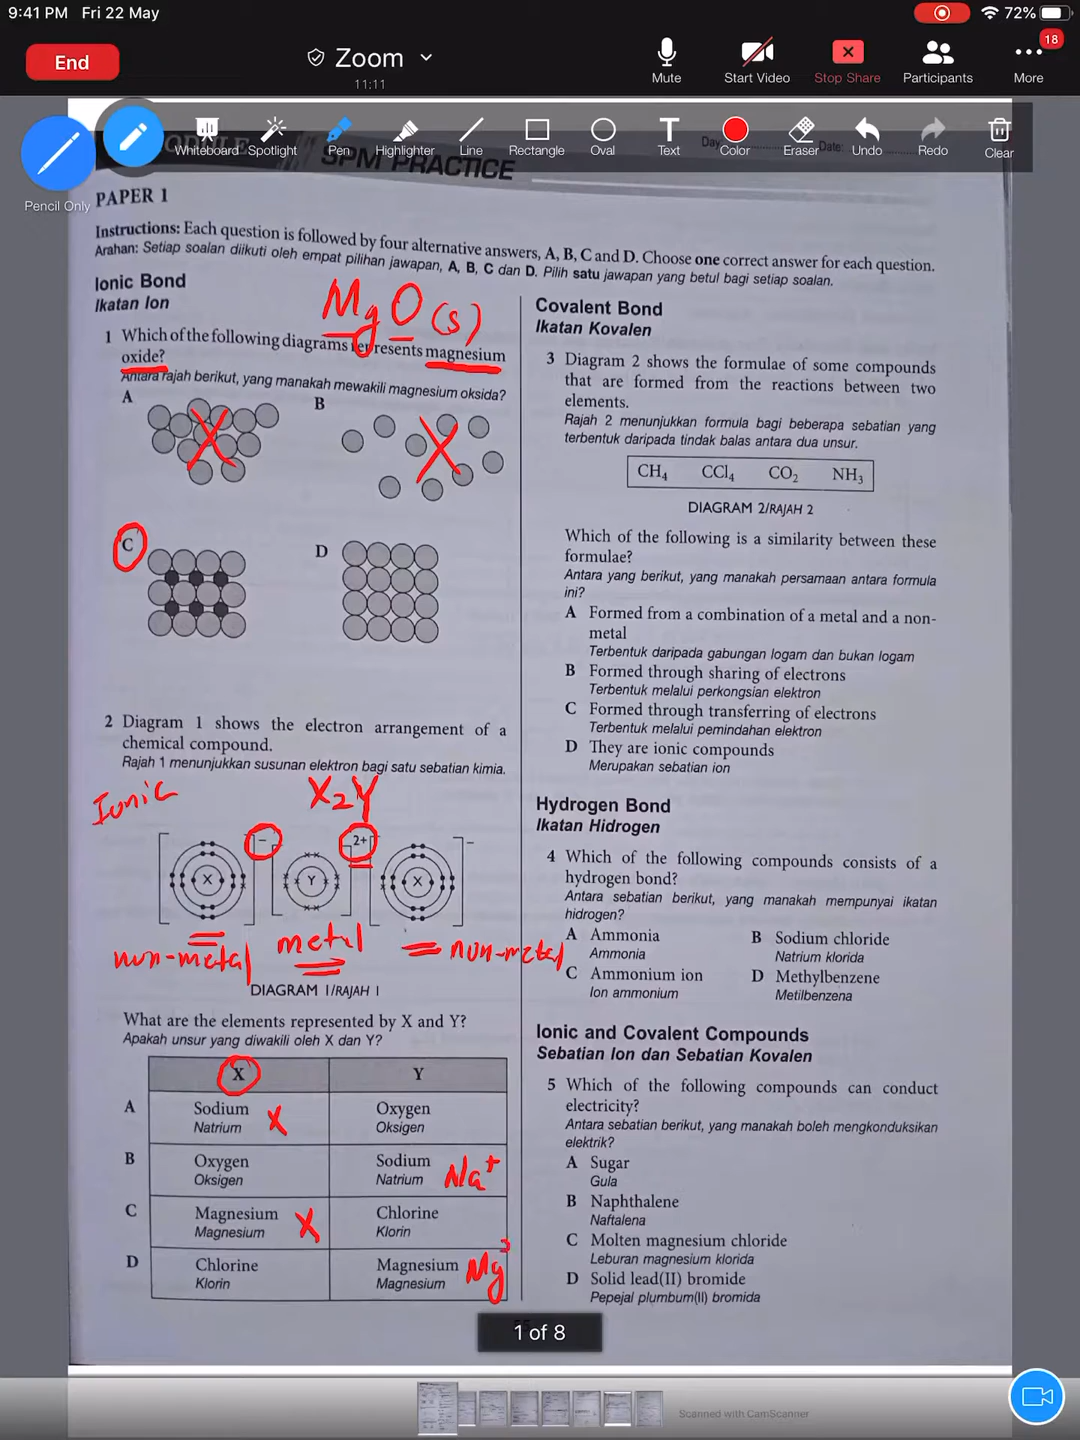 9:41 PM Fri 22 May
72%
End
Zoom
11:11
Mute
Start Video
Stop Share
Participants
18
More
Whiteboard
Spotlight
Pen
Highlighter
Line
Rectangle
Oval
Text
Color
Eraser
Undo
Redo
Clear
Pencil Only
SPM PRACTICE
Day
Date:
PAPER 1
Instructions: Each question is followed by four alternative answers, A, B, C and D. Choose one correct answer for each question.
Arahan: Setiap soalan diikuti oleh empat pilihan jawapan, A, B, C dan D. Pilih satu jawapan yang betul bagi setiap soalan.
Ionic Bond
Ikatan Ion
MgO(s)
1 Which of the following diagrams represents magnesium
oxide?
Antara rajah berikut, yang manakah mewakili magnesium oksida?
A
B
X
X
C
D
2 Diagram 1 shows the electron arrangement of a
chemical compound.
Rajah 1 menunjukkan susunan elektron bagi satu sebatian kimia.
Ionic
X2Y
X
−
Y
2+
X
−
non-metal
metal
non-metal
DIAGRAM 1/RAJAH 1
What are the elements represented by X and Y?
Apakah unsur yang diwakili oleh X dan Y?
X Y
A Sodium X Oxygen
Natrium Oksigen
B Oxygen Sodium Na+
Oksigen Natrium
C Magnesium X Chlorine
Magnesium Klorin
D Chlorine Magnesium Mg
Klorin Magnesium
Covalent Bond
Ikatan Kovalen
3 Diagram 2 shows the formulae of some compounds
that are formed from the reactions between two
elements.
Rajah 2 menunjukkan formula bagi beberapa sebatian yang
terbentuk daripada tindak balas antara dua unsur.
CH4 CCl4 CO2 NH3
DIAGRAM 2/RAJAH 2
Which of the following is a similarity between these
formulae?
Antara yang berikut, yang manakah persamaan antara formula
ini?
A Formed from a combination of a metal and a non-
metal
Terbentuk daripada gabungan logam dan bukan logam
B Formed through sharing of electrons
Terbentuk melalui perkongsian elektron
C Formed through transferring of electrons
Terbentuk melalui pemindahan elektron
D They are ionic compounds
Merupakan sebatian ion
Hydrogen Bond
Ikatan Hidrogen
4 Which of the following compounds consists of a
hydrogen bond?
Antara sebatian berikut, yang manakah mempunyai ikatan
hidrogen?
A Ammonia B Sodium chloride
Ammonia Natrium klorida
C Ammonium ion D Methylbenzene
Ion ammonium Metilbenzena
Ionic and Covalent Compounds
Sebatian Ion dan Sebatian Kovalen
5 Which of the following compounds can conduct
electricity?
Antara sebatian berikut, yang manakah boleh mengkonduksikan
elektrik?
A Sugar
Gula
B Naphthalene
Naftalena
C Molten magnesium chloride
Leburan magnesium klorida
D Solid lead(II) bromide
Pepejal plumbum(II) bromida
1 of 8
Scanned with CamScanner